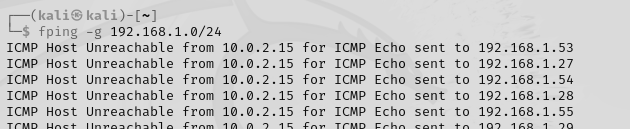 ┌──(kali㉿kali)-[~]
└─$ fping -g 192.168.1.0/24
ICMP Host Unreachable from 10.0.2.15 for ICMP Echo sent to 192.168.1.53
ICMP Host Unreachable from 10.0.2.15 for ICMP Echo sent to 192.168.1.27
ICMP Host Unreachable from 10.0.2.15 for ICMP Echo sent to 192.168.1.54
ICMP Host Unreachable from 10.0.2.15 for ICMP Echo sent to 192.168.1.28
ICMP Host Unreachable from 10.0.2.15 for ICMP Echo sent to 192.168.1.55
ICMP Host Unreachable from 10.0.2.15 for ICMP Echo sent to 192.168.1.29